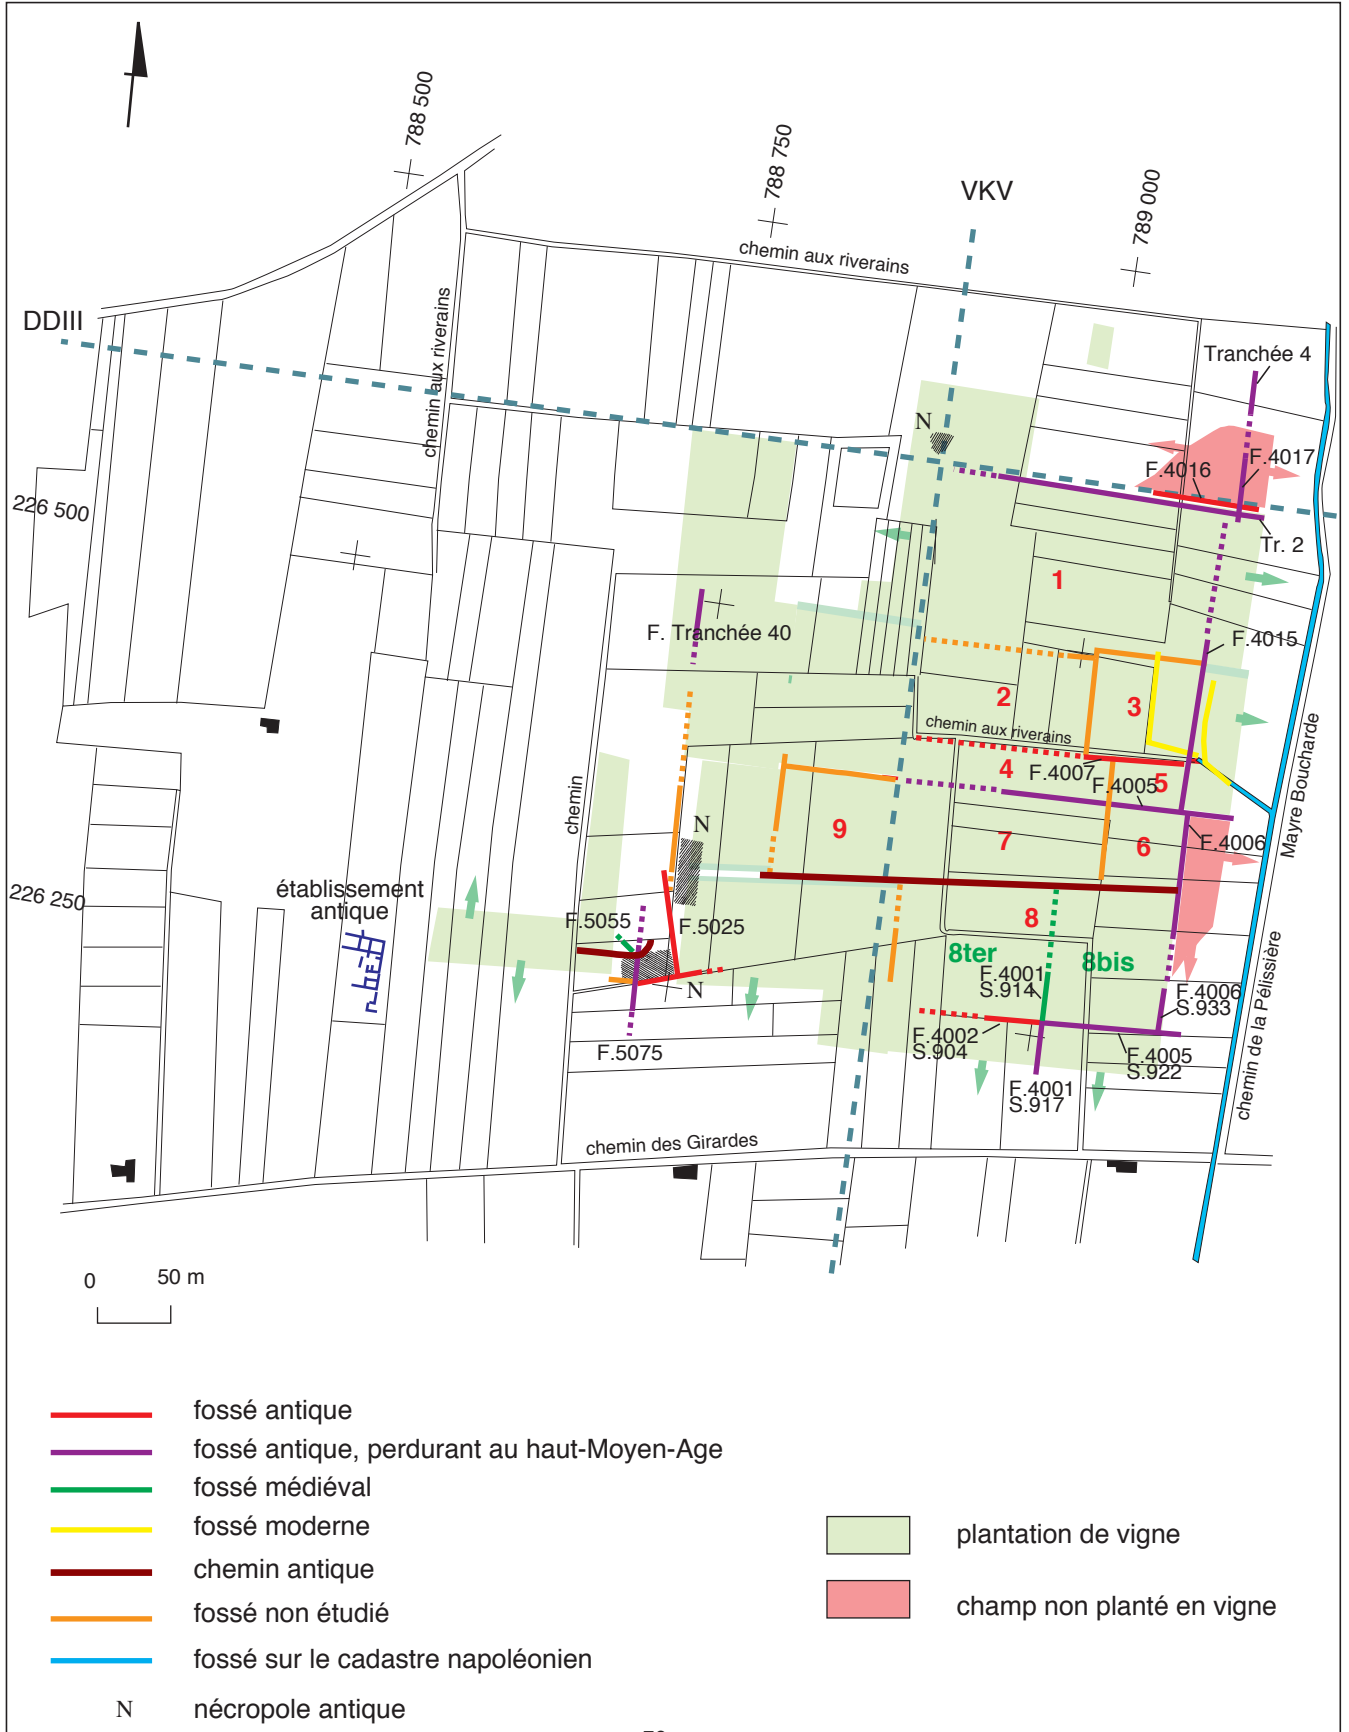 788 500
788 750
VKV
789 000
chemin aux riverains
chemin aux riverains
DDIII
Tranchée 4
N
F.4016
F.4017
226 500
Tr. 2
1
F. Tranchée 40
F.4015
2
3
chemin aux riverains
Mayre Boucharde
4
F.4007
5
F.4005
chemin
N
9
7
6
F.4006
226 250
établissement
antique
F.5055
F.5025
8
8ter
8bis
F.4001
S.914
N
F.4006
S.933
F.4002
S.904
F.5075
F.4005
S.922
F.4001
S.917
chemin de la Pélissière
chemin des Girardes
0
50 m
fossé antique
fossé antique, perdurant au haut-Moyen-Age
fossé médiéval
fossé moderne
plantation de vigne
chemin antique
champ non planté en vigne
fossé non étudié
fossé sur le cadastre napoléonien
N
nécropole antique